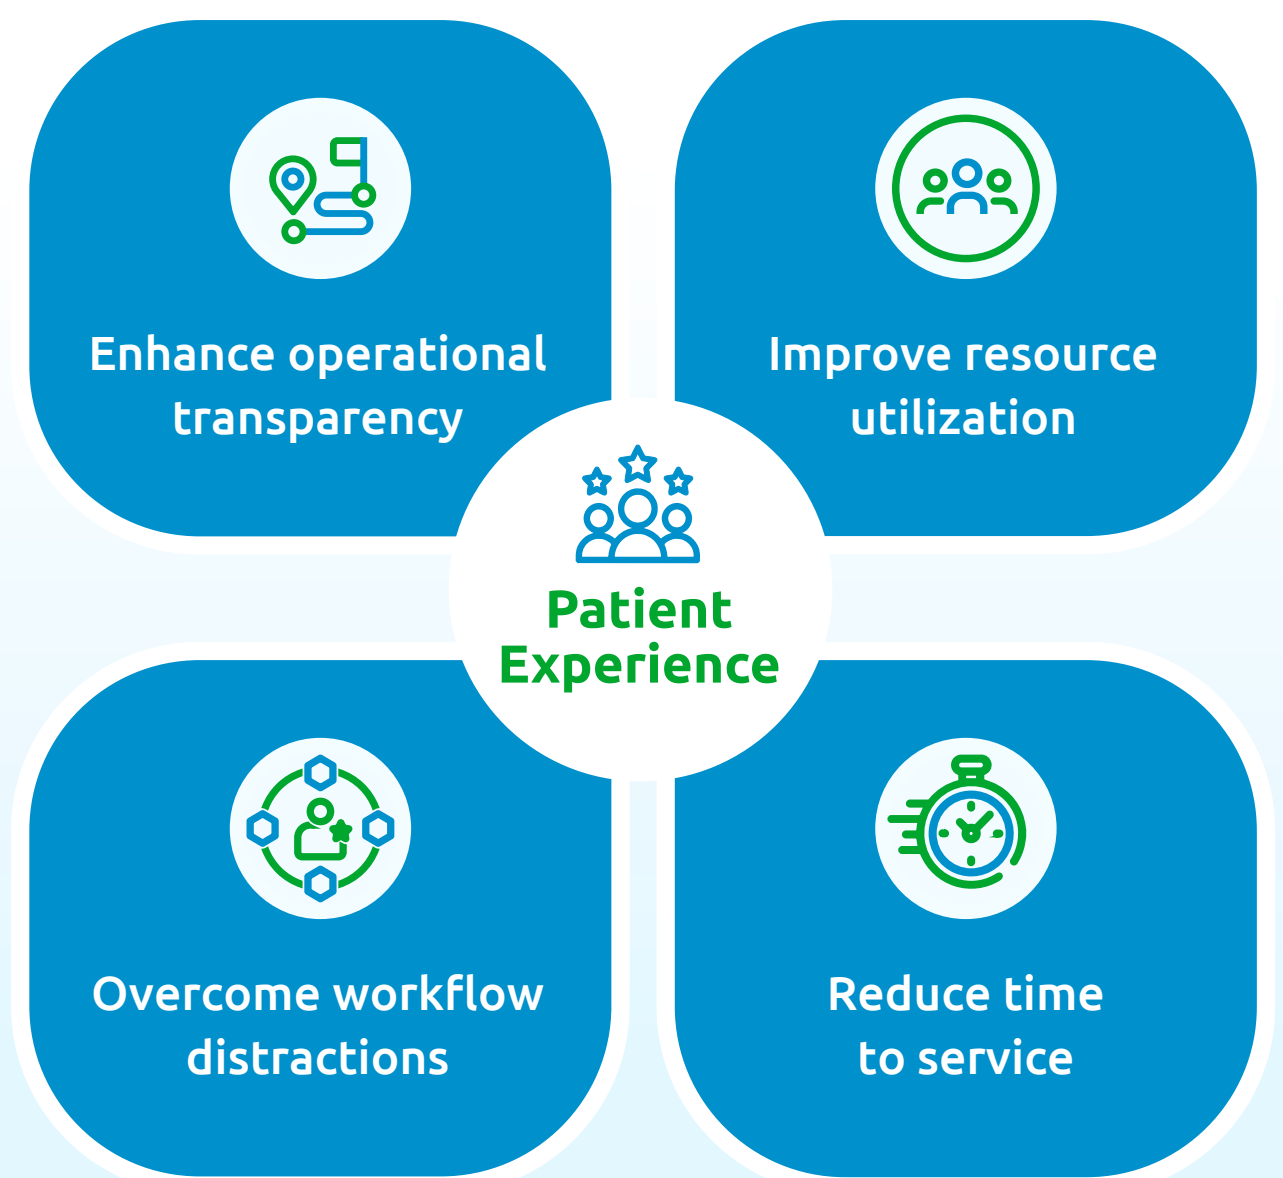 Enhance operational
transparency
Improve resource
utilization
Patient
Experience
Overcome workflow
distractions
Reduce time
to service